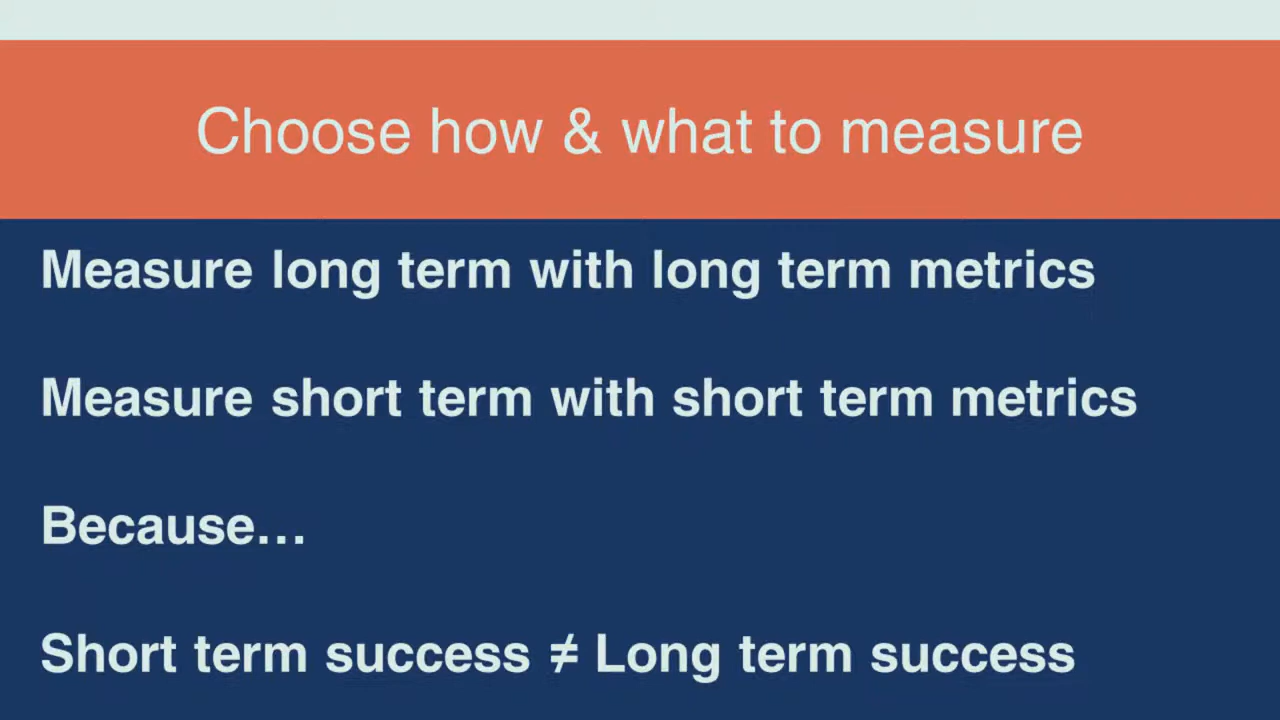 Choose how & what to measure
Measure long term with long term metrics
Measure short term with short term metrics
Because…
Short term success ≠ Long term success